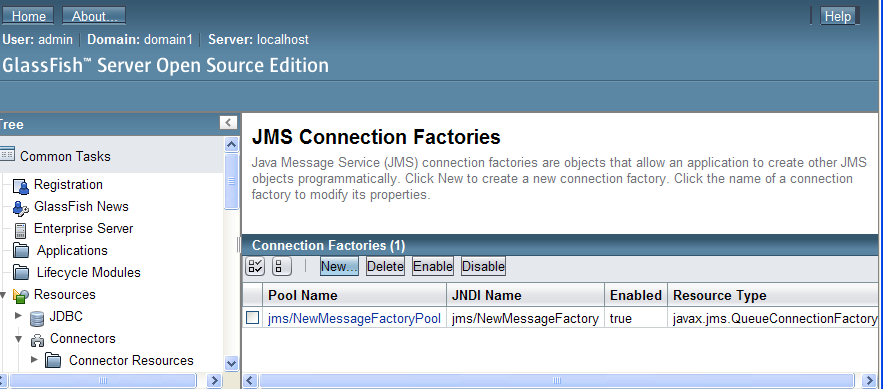 Home About... Help
User: admin Domain: domain1 Server: localhost
GlassFish™ Server Open Source Edition
Tree
Common Tasks
Registration
GlassFish News
Enterprise Server
Applications
Lifecycle Modules
Resources
JDBC
Connectors
Connector Resources
JMS Connection Factories
Java Message Service (JMS) connection factories are objects that allow an application to create other JMS
objects programmatically. Click New to create a new connection factory. Click the name of a connection
factory to modify its properties.
Connection Factories (1)
New... Delete Enable Disable
Pool Name JNDI Name Enabled Resource Type
jms/NewMessageFactoryPool jms/NewMessageFactory true javax.jms.QueueConnectionFactory